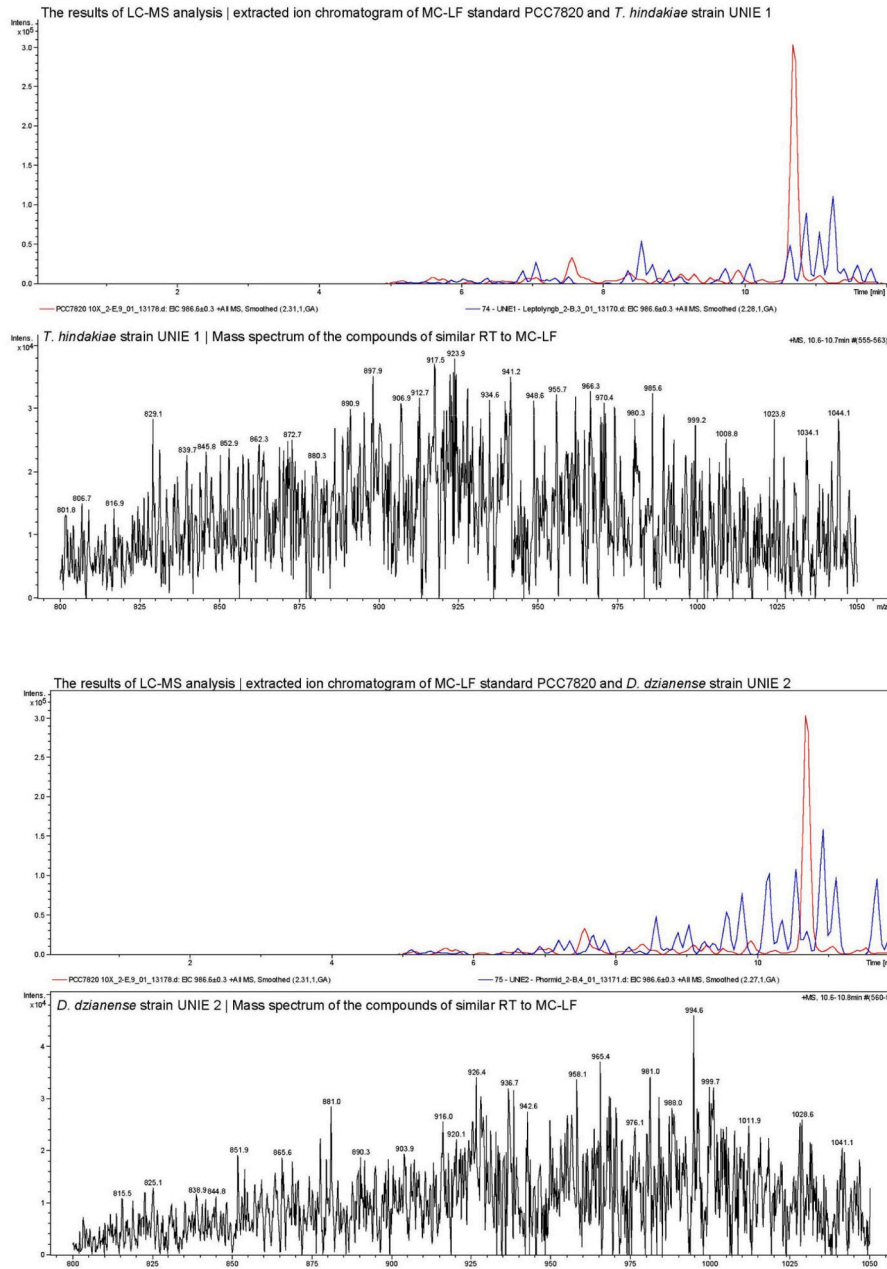 The results of LC-MS analysis | extracted ion chromatogram of MC-LF standard PCC7820 and T. hindakiae strain UNIE 1
Intens.
x10
3.0
2.5
2.0
1.5
1.0
0.5
0.0
2 4 6 8 10 Time [min]
PCC7820 10X_2-E,9_01_13178.d: EIC 986.6±0.3 +All MS, Smoothed (2.31,1,GA) 74 - UNIE1 - Leptolyngb_2-B,3_01_13170.d: EIC 986.6±0.3 +All MS, Smoothed (2.28,1,GA)
Intens.
x10⁴
T. hindakiae strain UNIE 1 | Mass spectrum of the compounds of similar RT to MC-LF
+MS, 10.6-10.7min #(555-563)
3
2
1
0
801.8 806.7 816.9 829.1 839.7 845.8 852.9 862.3 872.7 880.3 890.9 897.9 906.9 912.7 917.5 923.9 934.6 941.2 948.6 955.7 966.3 970.4 980.3 985.6 999.2 1008.8 1023.8 1034.1 1044.1
800 825 850 875 900 925 950 975 1000 1025 1050 m/z
The results of LC-MS analysis | extracted ion chromatogram of MC-LF standard PCC7820 and D. dzianense strain UNIE 2
Intens.
x10
3.0
2.5
2.0
1.5
1.0
0.5
0.0
2 4 6 8 10 Time [m
PCC7820 10X_2-E,9_01_13178.d: EIC 986.6±0.3 +All MS, Smoothed (2.31,1,GA) 75 - UNIE2 - Phormid_2-B,4_01_13171.d: EIC 986.6±0.3 +All MS, Smoothed (2.27,1,GA)
Intens.
x10⁴
D. dzianense strain UNIE 2 | Mass spectrum of the compounds of similar RT to MC-LF
+MS, 10.6-10.8min #(560-
4
3
2
1
0
815.5 825.1 838.9 844.8 851.9 865.6 881.0 890.3 903.9 916.0 920.1 926.4 936.7 942.6 958.1 965.4 976.1 981.0 988.0 994.6 999.7 1011.9 1028.6 1041.1
800 825 850 875 900 925 950 975 1000 1025 1050